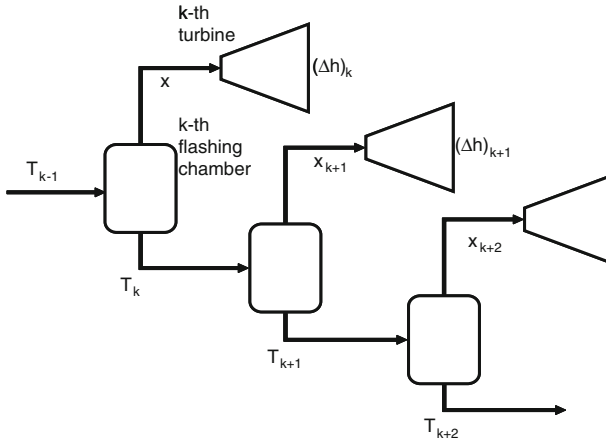 k-th
turbine
x
(Δh)k
k-th
flashing
chamber
Tk-1
xk+1
(Δh)k+1
Tk
xk+2
Tk+1
Tk+2